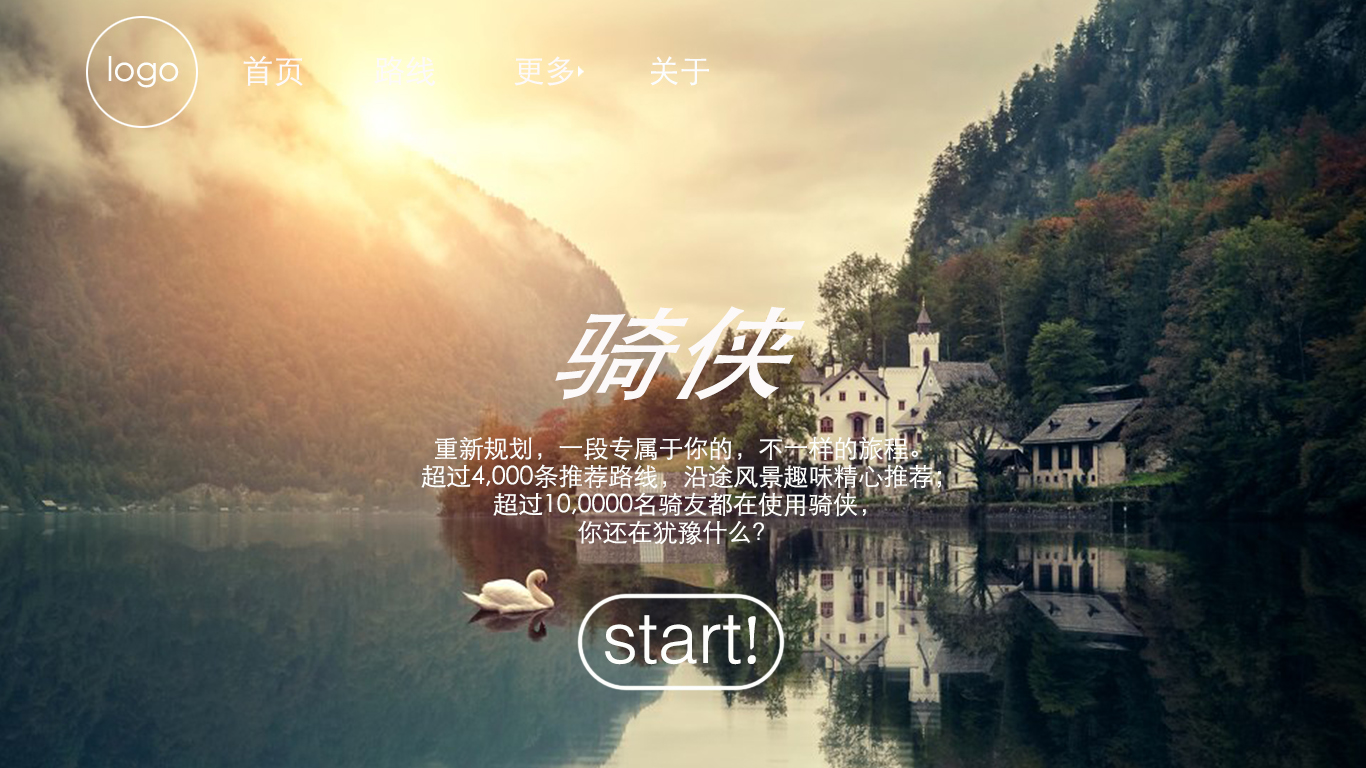 logo
首页
更多
关于
骑侠
重新规划，一段专属于你的，不一样的旅程。
超过4,000条推荐路线，沿途风景趣味精心推荐；
超过10,0000名骑友都在使用骑侠，
你还在犹豫什么？
start!